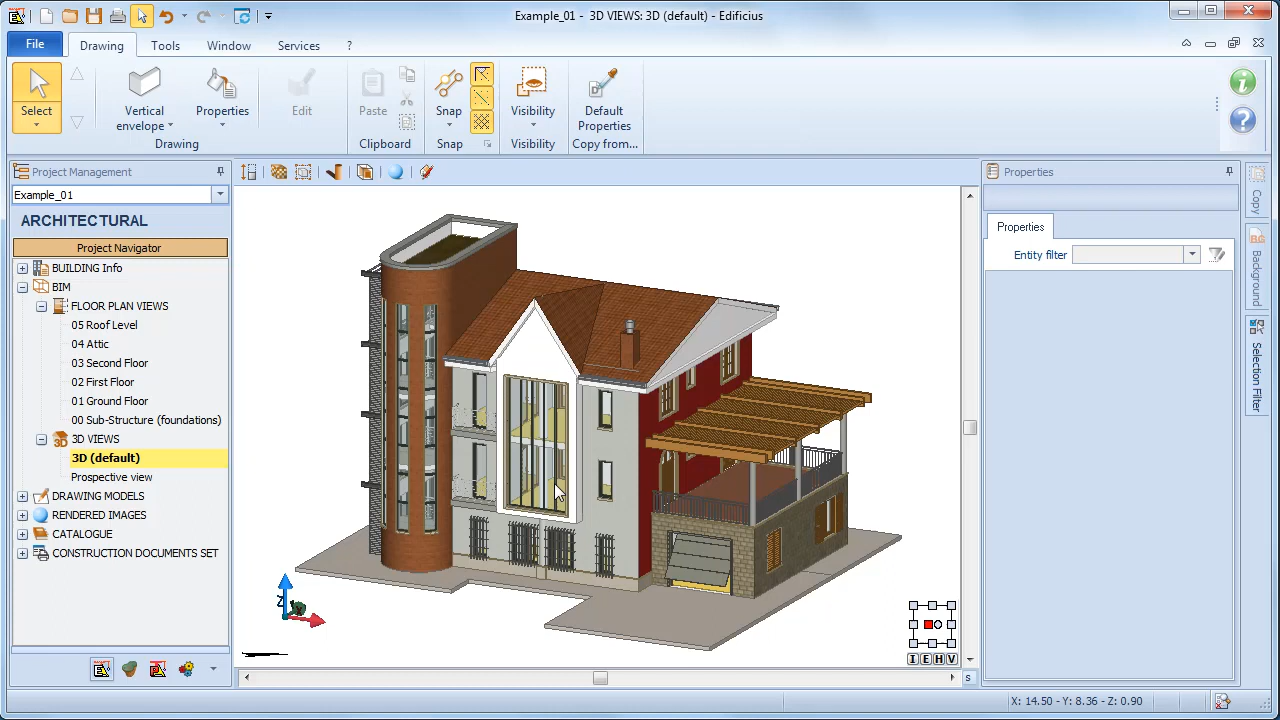 Example_01 - 3D VIEWS: 3D (default) - Edificius
File
Drawing
Tools
Window
Services
?
Select
Vertical envelope
Properties
Edit
Paste
Snap
Visibility
Default Properties
Drawing
Clipboard
Snap
Visibility
Copy from...
Project Management
Example_01
ARCHITECTURAL
Project Navigator
BUILDING Info
BIM
FLOOR PLAN VIEWS
05 Roof Level
04 Attic
03 Second Floor
02 First Floor
01 Ground Floor
00 Sub-Structure (foundations)
3D VIEWS
3D (default)
Prospective view
DRAWING MODELS
RENDERED IMAGES
CATALOGUE
CONSTRUCTION DOCUMENTS SET
Z
I E H V
s
Properties
Properties
Entity filter
Copy
BG
Background
Selection Filter
X: 14.50 - Y: 8.36 - Z: 0.90